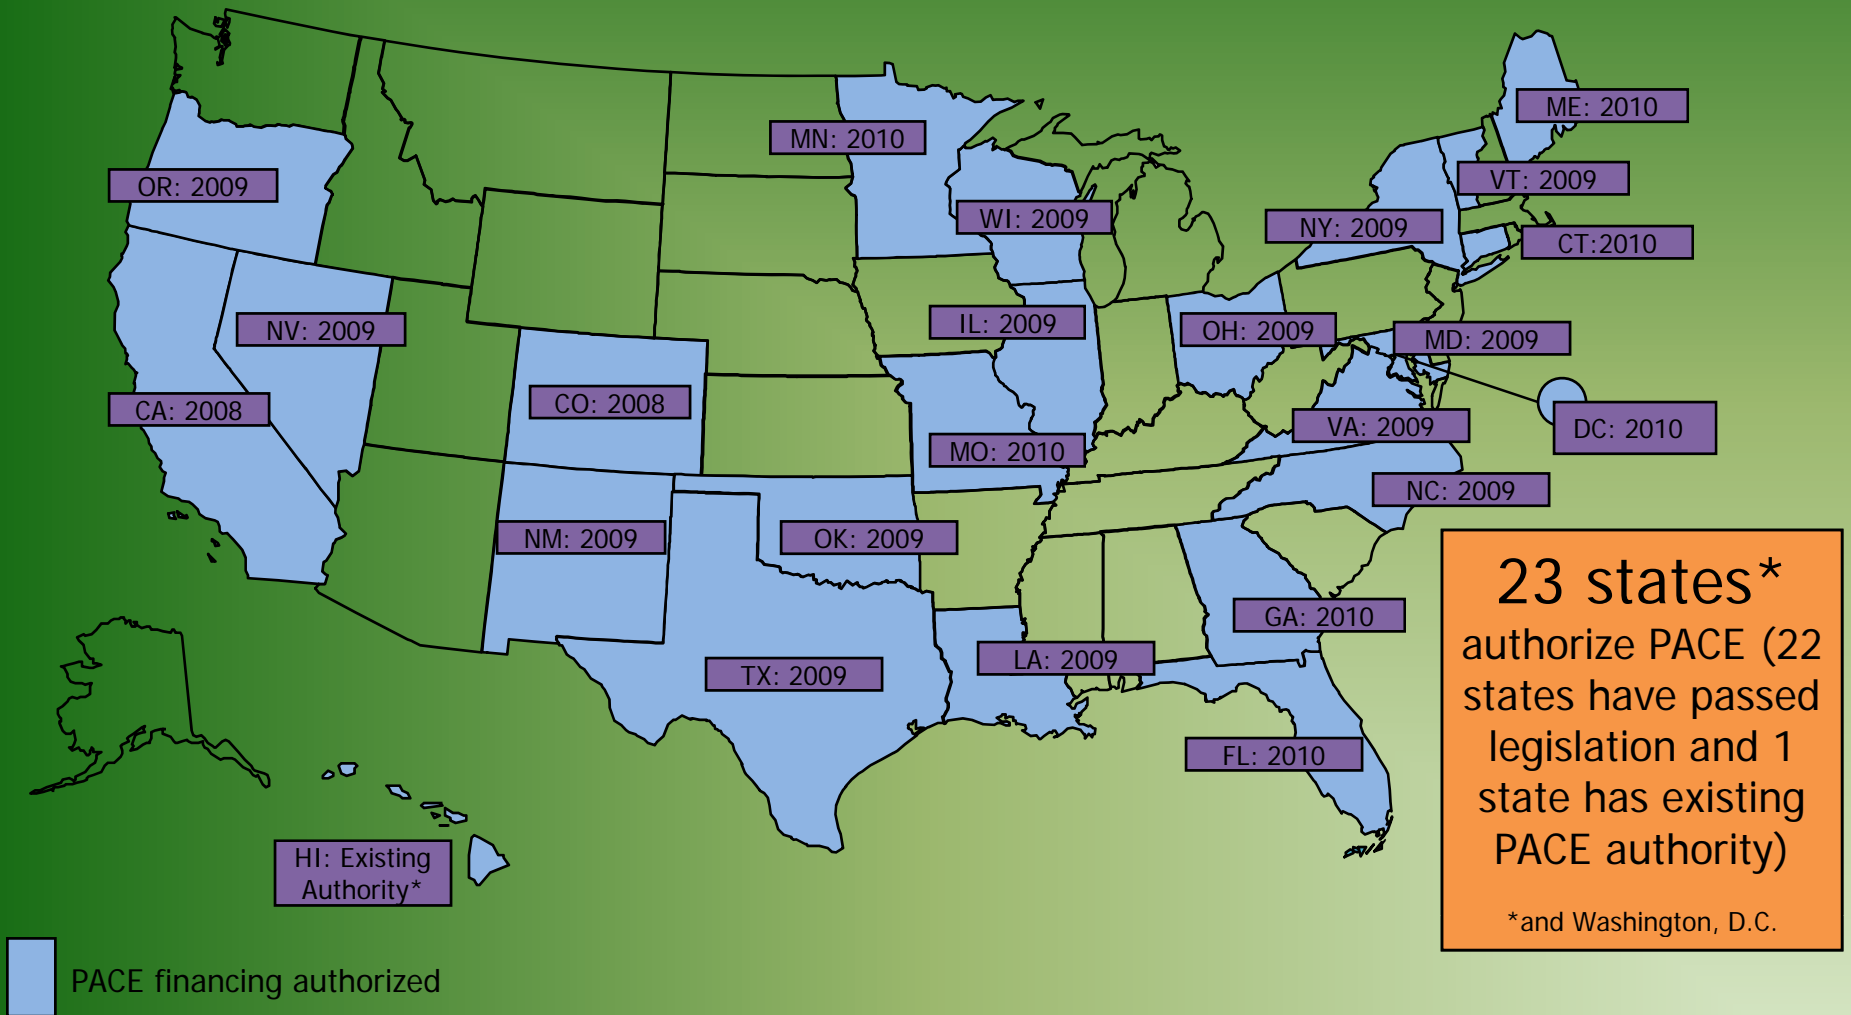 ME: 2010
MN: 2010
OR: 2009
VT: 2009
WI: 2009
NY: 2009
CT:2010
NV: 2009
IL: 2009
OH: 2009
MD: 2009
CA: 2008
CO: 2008
VA: 2009
DC: 2010
MO: 2010
NC: 2009
NM: 2009
OK: 2009
GA: 2010
LA: 2009
TX: 2009
FL: 2010
HI: Existing
Authority*
23 states*
authorize PACE (22
states have passed
legislation and 1
state has existing
PACE authority)
*and Washington, D.C.
PACE financing authorized